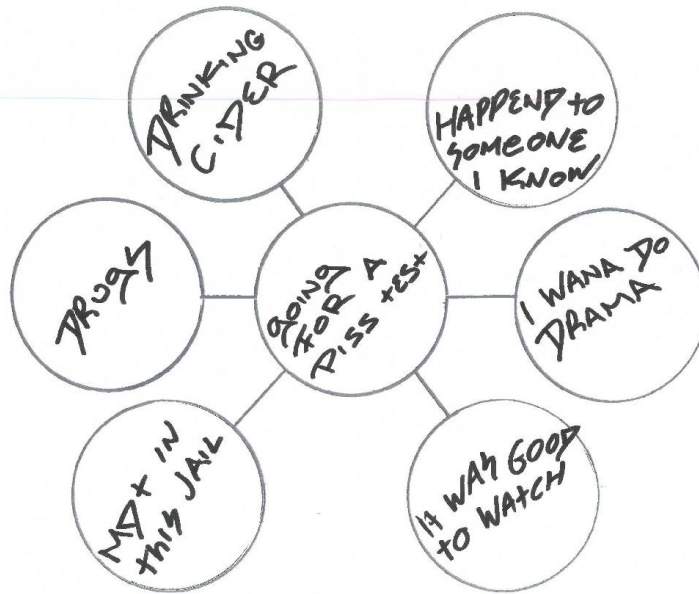 DRINKING
CIDER
HAPPEND to
SOMEONE
I KNOW
DRUGS
GOING
FOR A
PISS tESt
I WANA DO
DRAMA
MDt IN
thIS JAIL
It WAS GOOD
to WAtCH